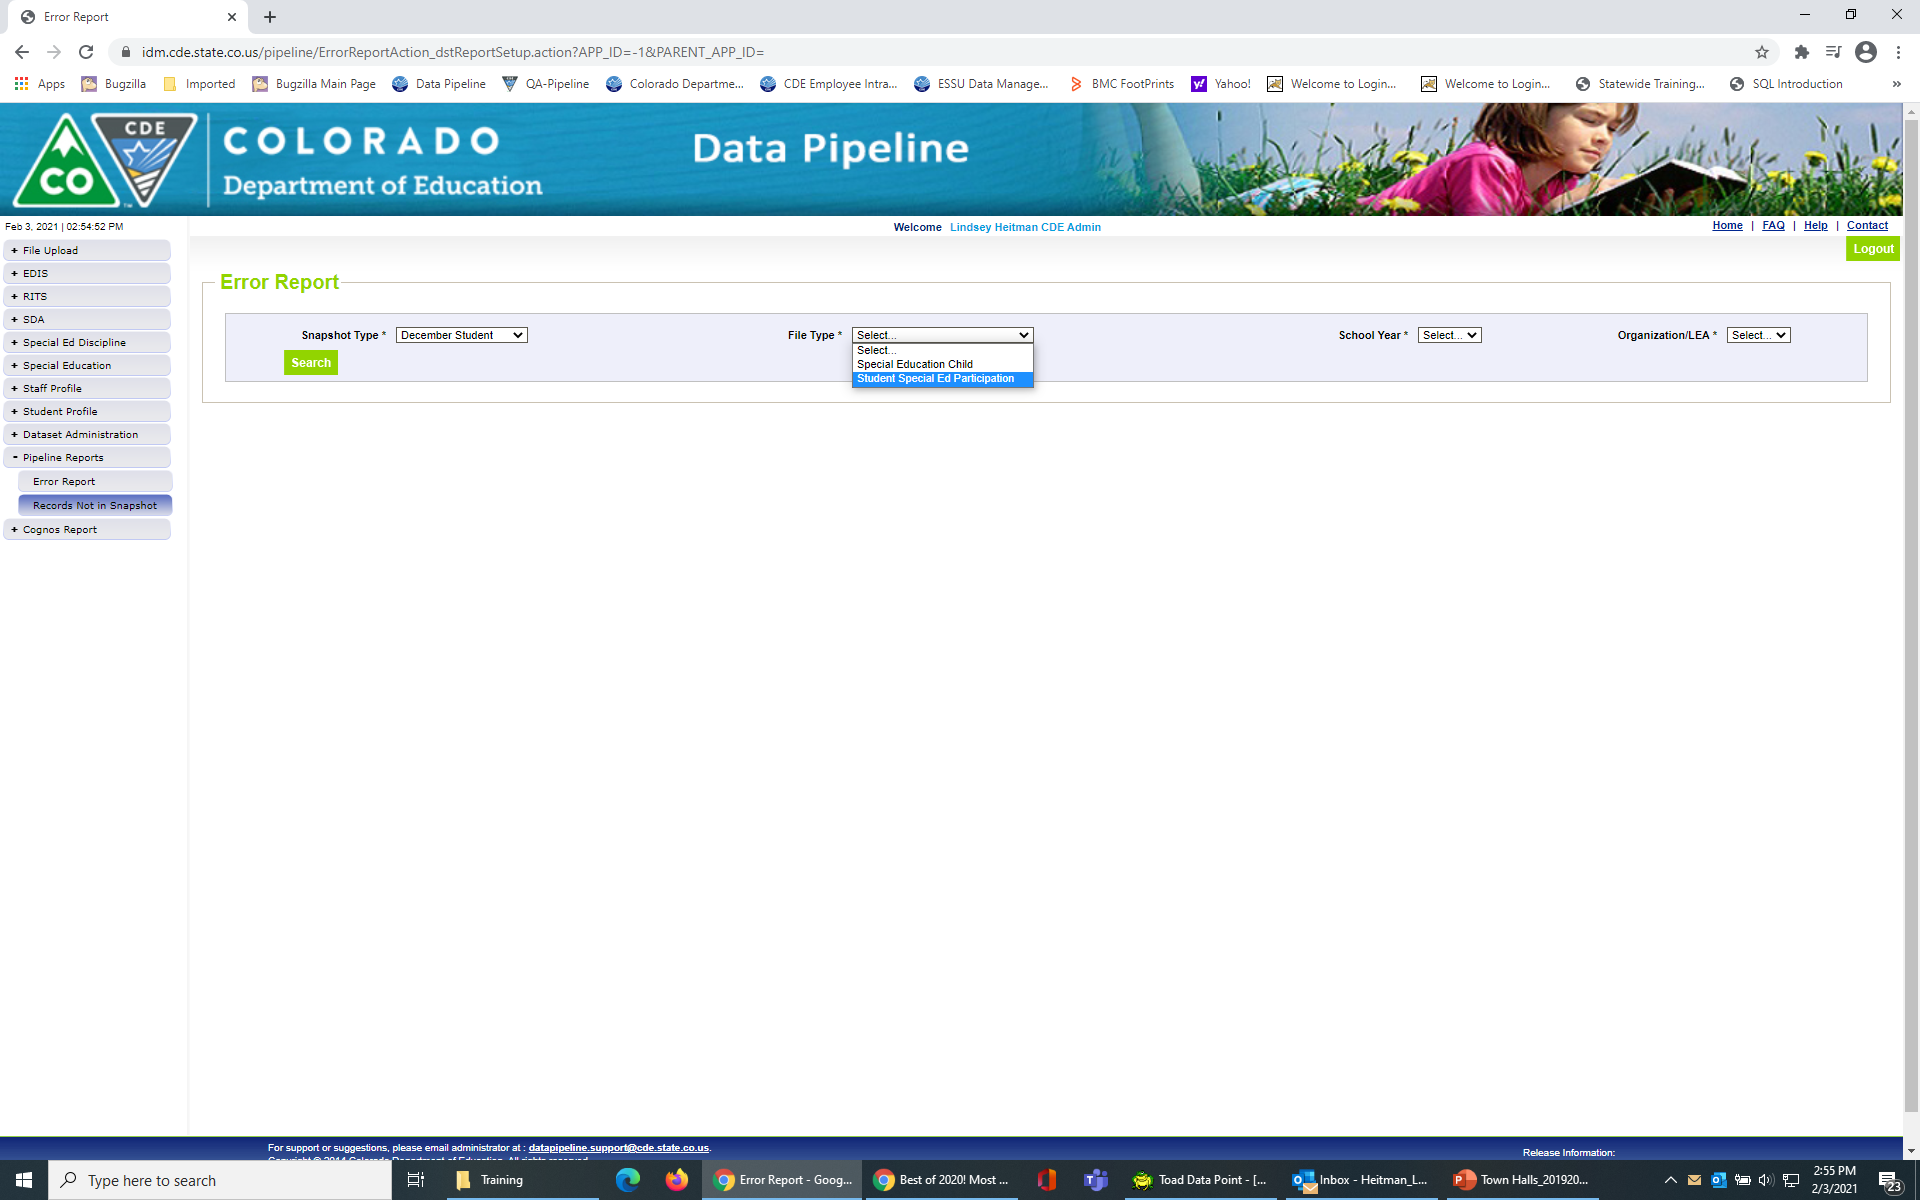 Error Report
idm.cde.state.co.us/pipeline/ErrorReportAction_dstReportSetup.action?APP_ID=-1&PARENT_APP_ID=
Apps Bugzilla Imported Bugzilla Main Page Data Pipeline QA-Pipeline Colorado Departme... CDE Employee Intra... ESSU Data Manage... BMC FootPrints Yahoo! Welcome to Login... Welcome to Login... Statewide Training... SQL Introduction »
CO CDE COLORADO
Department of Education
Data Pipeline
Feb 3, 2021 | 02:54:52 PM
Welcome Lindsey Heitman CDE Admin
Home | FAQ | Help | Contact
Logout
+ File Upload
+ EDIS
+ RITS
+ SDA
+ Special Ed Discipline
+ Special Education
+ Staff Profile
+ Student Profile
+ Dataset Administration
- Pipeline Reports
Error Report
Records Not in Snapshot
+ Cognos Report
Error Report
Snapshot Type * December Student File Type * Select... School Year * Select... Organization/LEA * Select...
Select...
Special Education Child
Student Special Ed Participation
Search
For support or suggestions, please email administrator at : datapipeline.support@cde.state.co.us.
Release Information:
Type here to search
Training
Error Report - Goog...
Best of 2020! Most ...
Toad Data Point - [...
Inbox - Heitman_L...
Town Halls_201920...
2:55 PM
2/3/2021
23